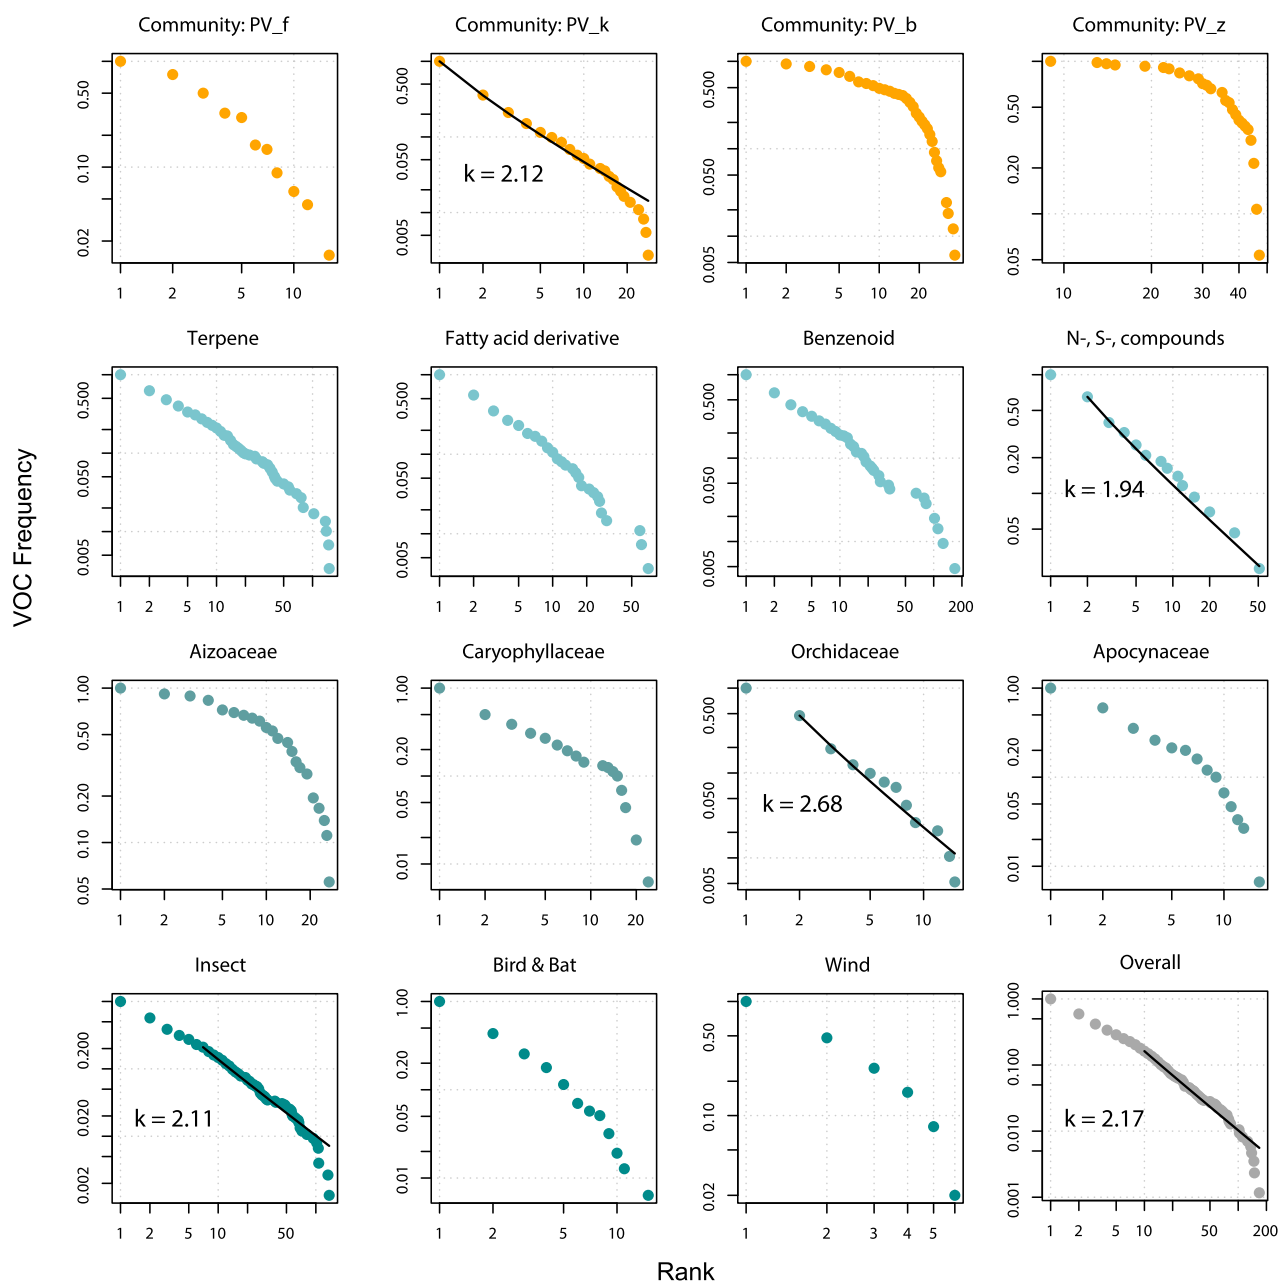 Community: PV_f
Community: PV_k
Community: PV_b
Community: PV_z
0.50
0.10
0.02
1 2 5 10
0.500
0.050
0.005
k = 2.12
1 2 5 10 20
0.500
0.050
0.005
1 2 5 10 20
0.50
0.20
0.05
10 20 30 40
Terpene
Fatty acid derivative
Benzenoid
N-, S-, compounds
0.500
0.050
0.005
1 2 5 10 50
0.500
0.050
0.005
1 2 5 10 20 50
0.500
0.050
0.005
1 2 5 10 50 200
0.50
0.20
0.05
k = 1.94
1 2 5 10 20 50
VOC Frequency
Aizoaceae
Caryophyllaceae
Orchidaceae
Apocynaceae
1.00
0.50
0.20
0.10
0.05
1 2 5 10 20
1.00
0.20
0.05
0.01
1 2 5 10 20
0.500
0.050
0.005
k = 2.68
1 2 5 10
1.00
0.20
0.05
0.01
1 2 5 10
Insect
Bird & Bat
Wind
Overall
0.200
0.020
0.002
k = 2.11
1 2 5 10 50
1.00
0.20
0.05
0.01
1 2 5 10
0.50
0.10
0.02
1 2 3 4 5
1.000
0.100
0.010
0.001
k = 2.17
1 2 5 10 50 200
Rank